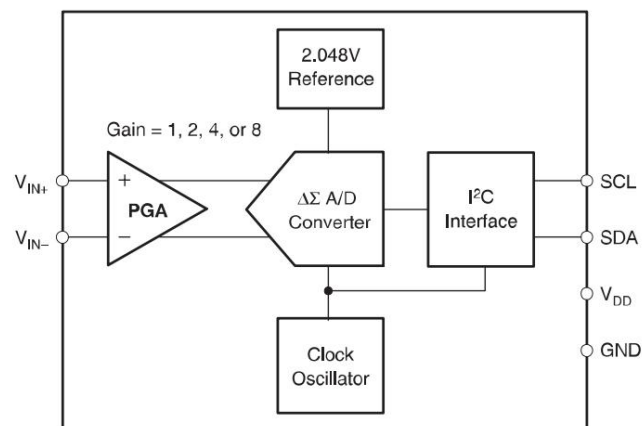 2.048V
Reference
Gain = 1, 2, 4, or 8
V_IN+
+
PGA
ΔΣ A/D
Converter
I²C
Interface
SCL
V_IN−
−
SDA
V_DD
Clock
Oscillator
GND